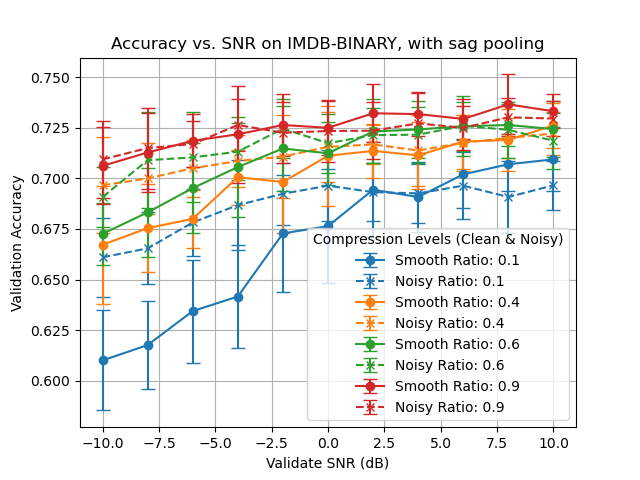 Accuracy vs. SNR on IMDB-BINARY, with sag pooling
Validation Accuracy
0.750
0.725
0.700
0.675
0.650
0.625
0.600
Compression Levels (Clean & Noisy)
Smooth Ratio: 0.1
Noisy Ratio: 0.1
Smooth Ratio: 0.4
Noisy Ratio: 0.4
Smooth Ratio: 0.6
Noisy Ratio: 0.6
Smooth Ratio: 0.9
Noisy Ratio: 0.9
−10.0 −7.5 −5.0 −2.5 0.0 2.5 5.0 7.5 10.0
Validate SNR (dB)